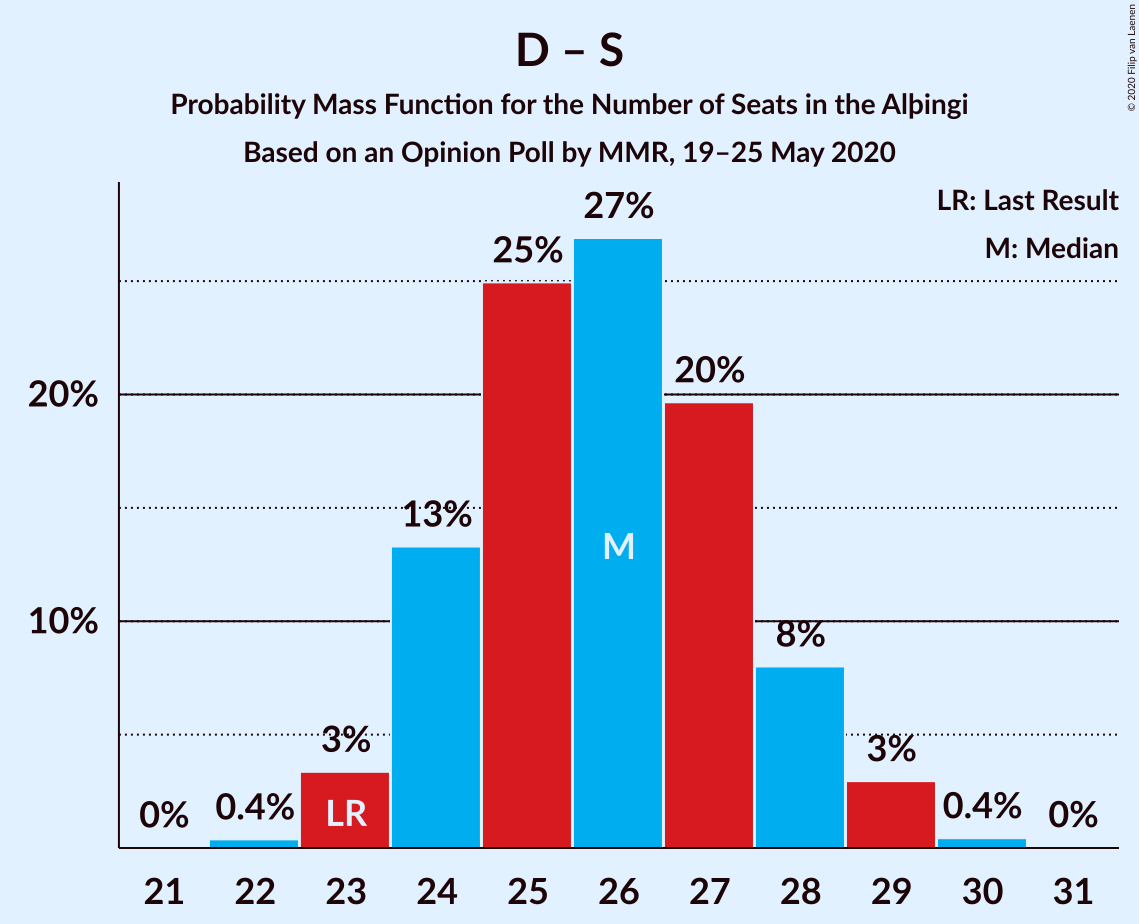 D – S
Probability Mass Function for the Number of Seats in the Alþingi
Based on an Opinion Poll by MMR, 19–25 May 2020
© 2020 Filip van Laenen
LR: Last Result
M: Median
27%
25%
20%
20%
13%
M
10%
8%
3%
3%
LR
0%
0.4%
0.4%
0%
21 22 23 24 25 26 27 28 29 30 31